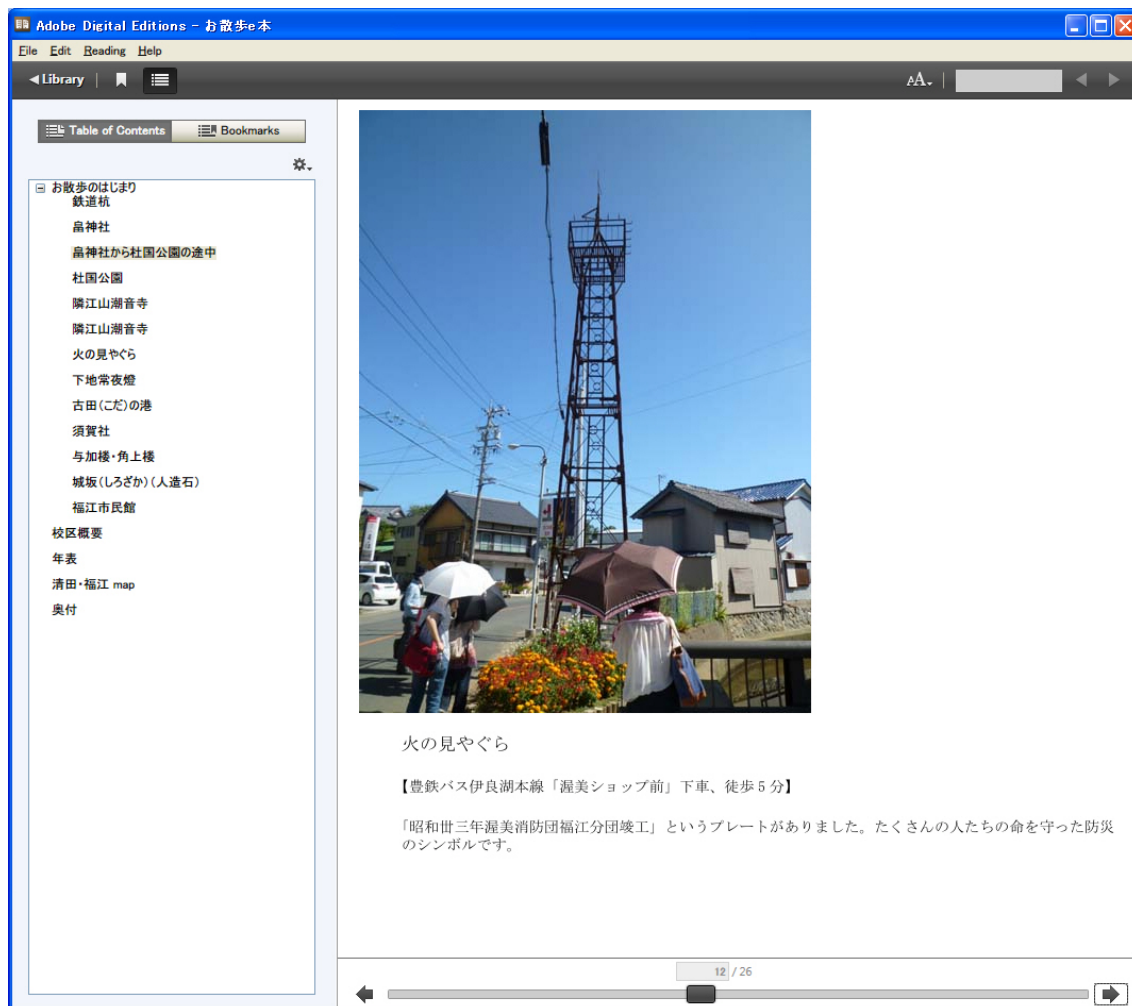 Adobe Digital Editions - お散歩e本
File Edit Reading Help
Library
AA
Table of Contents Bookmarks
お散歩のはじまり
鉄道杭
畠神社
畠神社から杜国公園の途中
杜国公園
隣江山潮音寺
隣江山潮音寺
火の見やぐら
下地常夜燈
古田(こだ)の港
須賀社
与加楼・角上楼
城坂(しろざか)(人造石)
福江市民館
校区概要
年表
清田・福江 map
奥付
火の見やぐら
【豊鉄バス伊良湖本線「渥美ショップ前」下車、徒歩5分】
「昭和丗三年渥美消防団福江分団竣工」というプレートがありました。たくさんの人たちの命を守った防災
のシンボルです。
12 / 26